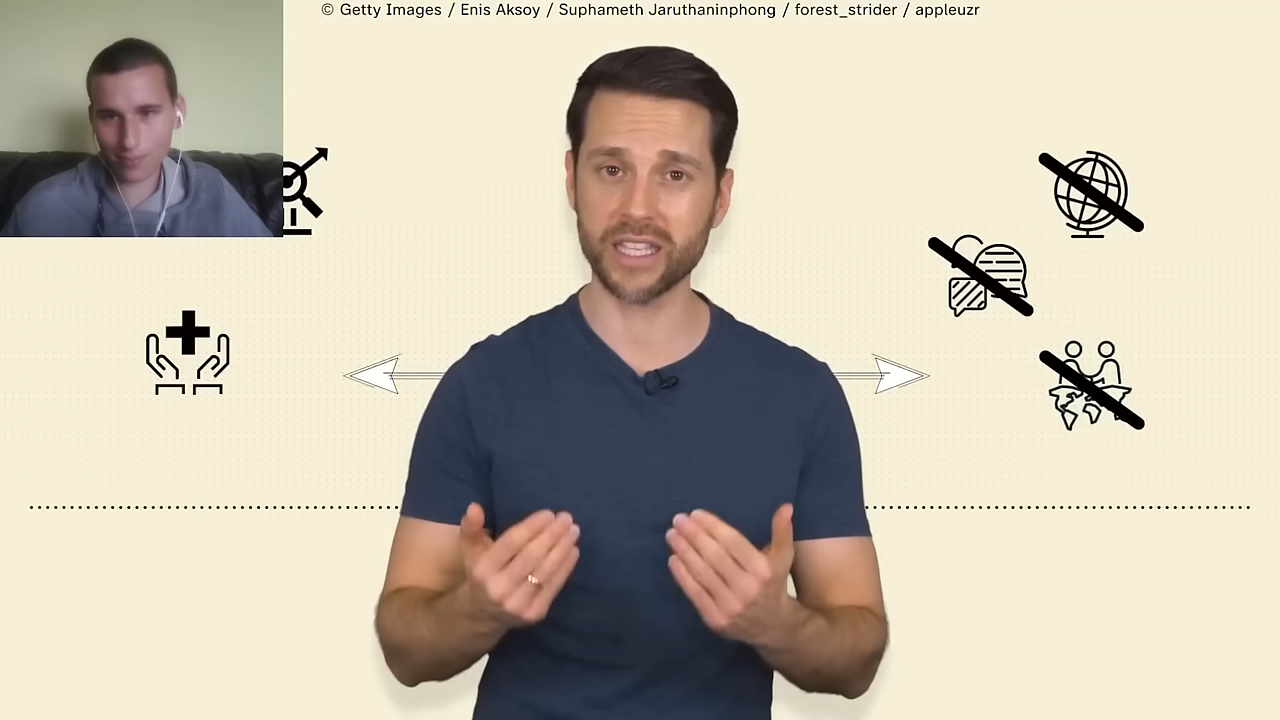 © Getty Images / Enis Aksoy / Suphameth Jaruthaninphong / forest_strider / appleuzr